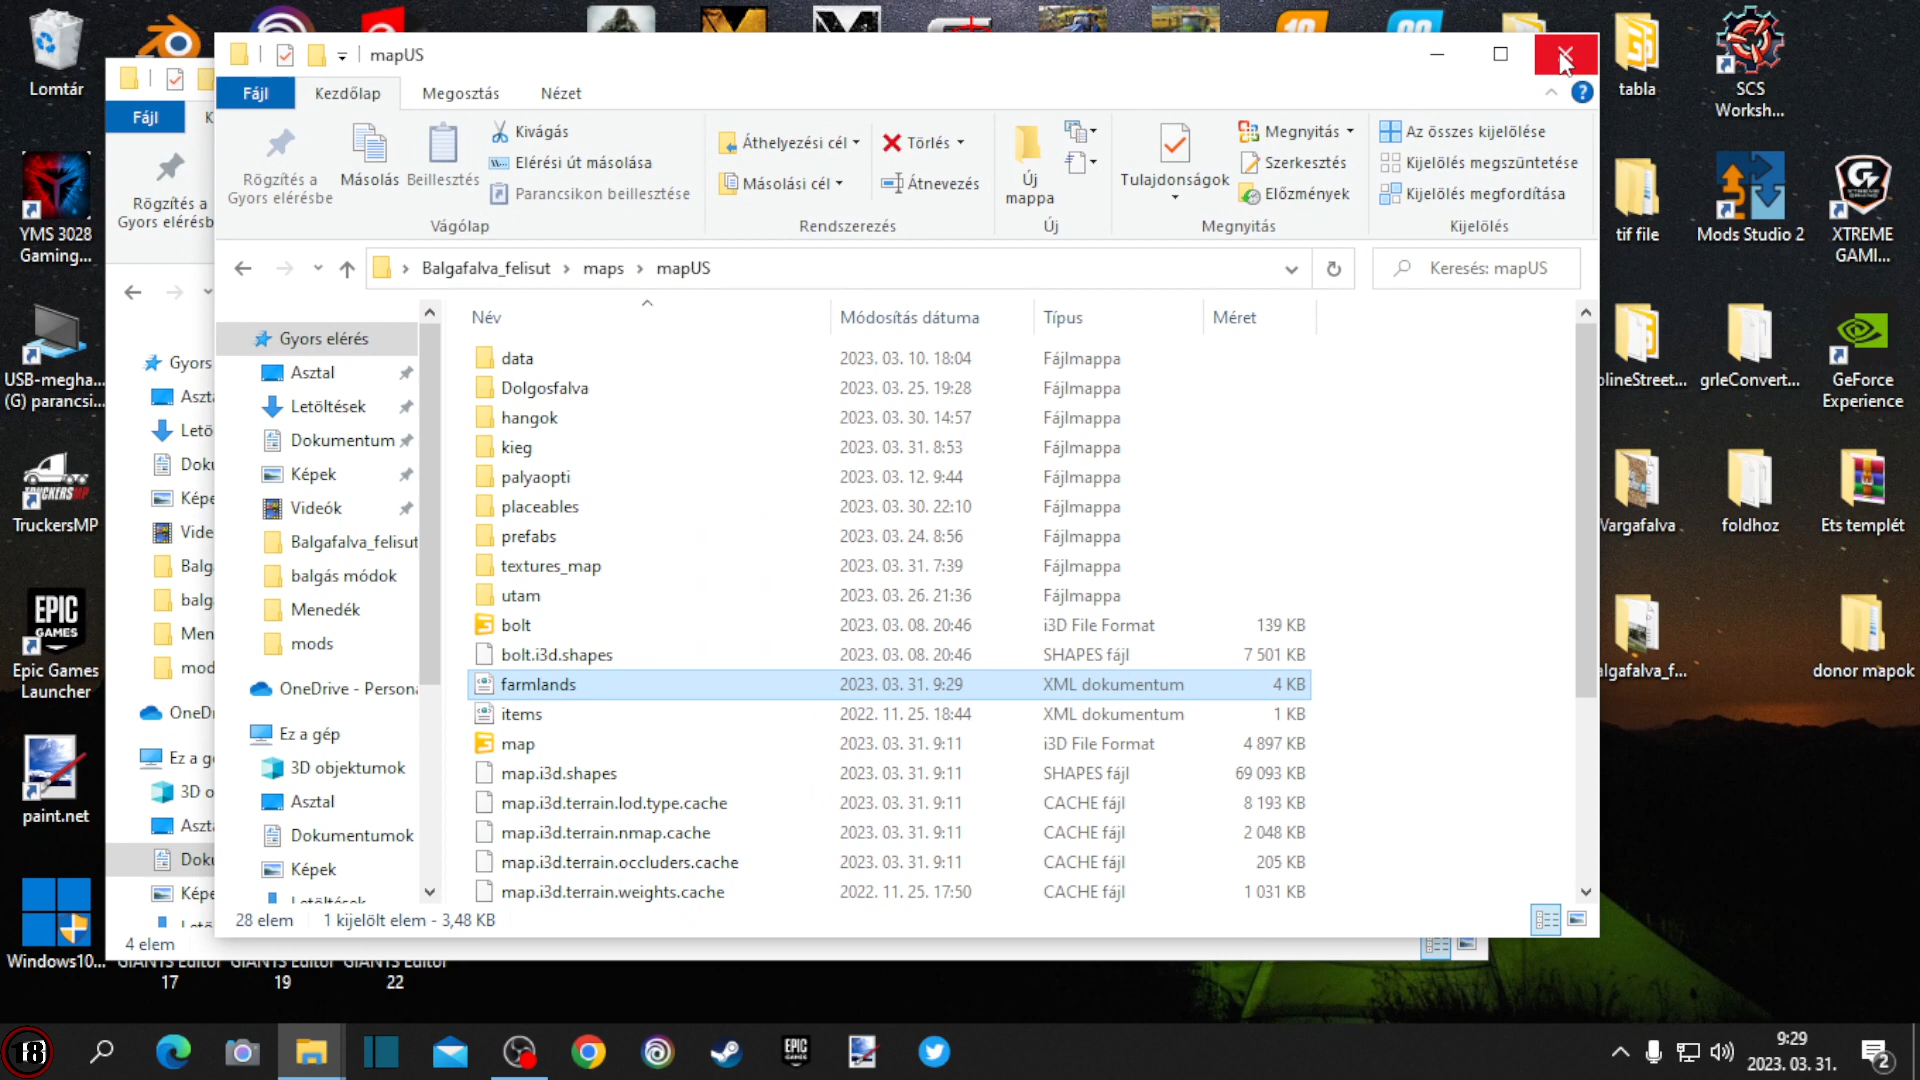 mapUS
Fájl
Kezdőlap
Megosztás
Nézet
Rögzítés a
Gyors elérésbe
Másolás
Beillesztés
Kivágás
Elérési út másolása
Parancsikon beillesztése
Vágólap
Áthelyezési cél
Másolási cél
Törlés
Átnevezés
Rendszerezés
Új
mappa
Új
Tulajdonságok
Megnyitás
Szerkesztés
Előzmények
Megnyitás
Az összes kijelölése
Kijelölés megszüntetése
Kijelölés megfordítása
Kijelölés
Balgafalva_felisut > maps > mapUS
Keresés: mapUS
Gyors elérés
Asztal
Letöltések
Dokumentum
Képek
Videók
Balgafalva_felisut
balgás módok
Menedék
mods
OneDrive - Persona
Ez a gép
3D objektumok
Asztal
Dokumentumok
Képek
Letöltések
Név Módosítás dátuma Típus Méret
data 2023. 03. 10. 18:04 Fájlmappa
Dolgosfalva 2023. 03. 25. 19:28 Fájlmappa
hangok 2023. 03. 30. 14:57 Fájlmappa
kieg 2023. 03. 31. 8:53 Fájlmappa
palyaopti 2023. 03. 12. 9:44 Fájlmappa
placeables 2023. 03. 30. 22:10 Fájlmappa
prefabs 2023. 03. 24. 8:56 Fájlmappa
textures_map 2023. 03. 31. 7:39 Fájlmappa
utam 2023. 03. 26. 21:36 Fájlmappa
bolt 2023. 03. 08. 20:46 i3D File Format 139 KB
bolt.i3d.shapes 2023. 03. 08. 20:46 SHAPES fájl 7 501 KB
farmlands 2023. 03. 31. 9:29 XML dokumentum 4 KB
items 2022. 11. 25. 18:44 XML dokumentum 1 KB
map 2023. 03. 31. 9:11 i3D File Format 4 897 KB
map.i3d.shapes 2023. 03. 31. 9:11 SHAPES fájl 69 093 KB
map.i3d.terrain.lod.type.cache 2023. 03. 31. 9:11 CACHE fájl 8 193 KB
map.i3d.terrain.nmap.cache 2023. 03. 31. 9:11 CACHE fájl 2 048 KB
map.i3d.terrain.occluders.cache 2023. 03. 31. 9:11 CACHE fájl 205 KB
map.i3d.terrain.weights.cache 2022. 11. 25. 17:50 CACHE fájl 1 031 KB
28 elem 1 kijelölt elem - 3,48 KB
Fájl
K
Rögzítés a
Gyors elérésb
Gyors
Aszta
Letö
Doku
Képe
Vide
Balg
balg
Men
mod
OneDr
Ez a g
3D o
Aszta
Doku
Képe
4 elem
Lomtár
YMS 3028
Gaming...
USB-megha...
(G) parancsi...
TRUCKERSMP
TruckersMP
EPIC
GAMES
Epic Games
Launcher
paint.net
Windows10...
GIANTS Editor
17
GIANTS Editor
19
GIANTS Editor
22
tabla
SCS
Worksh...
tif file
Mods Studio 2
XTREME
GAMI...
blineStreet...
grleConvert...
GeForce
Experience
Vargafalva
foldhoz
Ets templét
algafalva_f...
donor mapok
18
EPIC
GAMES
9:29
2023. 03. 31.
2